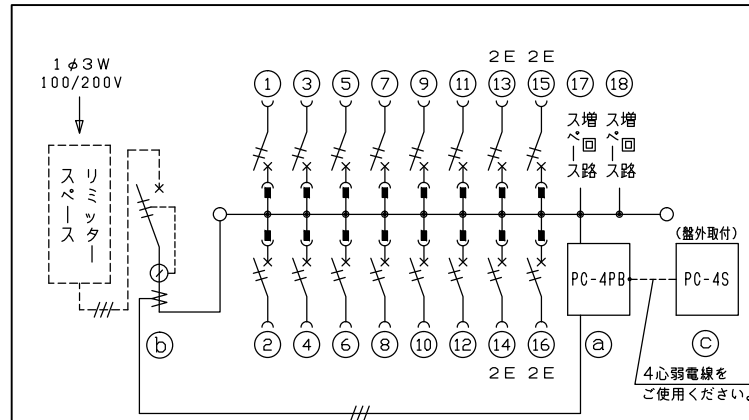 1φ3W
100/200V
リミッター
スペース
2E 2E
1 3 5 7 9 11 13 15 17 18
増回路
スペース
増回路
スペース
(盤外取付)
PC-4PB
PC-4S
b
2 4 6 8 10 12 14 16
a
c
2E 2E
4心弱電線を
ご使用ください。